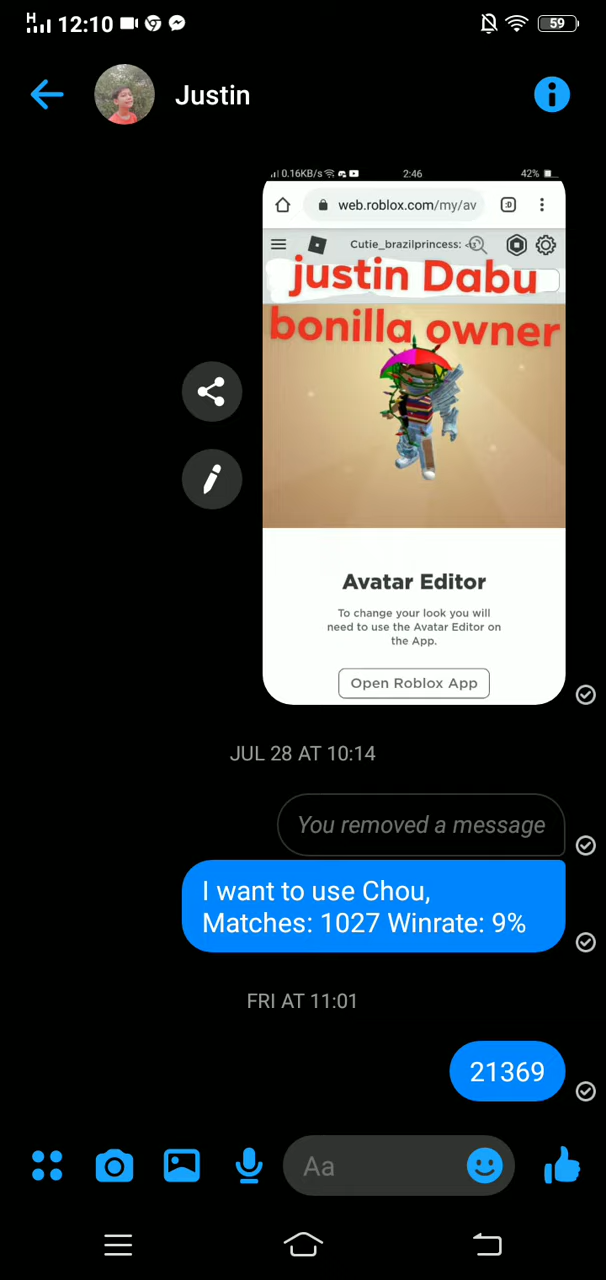 12:10
59
Justin
0.16KB/s
2:46
42%
web.roblox.com/my/av
:D
Cutie_brazilprincess:
justin Dabu
bonilla owner
Avatar Editor
To change your look you will
need to use the Avatar Editor on
the App.
Open Roblox App
JUL 28 AT 10:14
You removed a message
I want to use Chou,
Matches: 1027 Winrate: 9%
FRI AT 11:01
21369
Aa